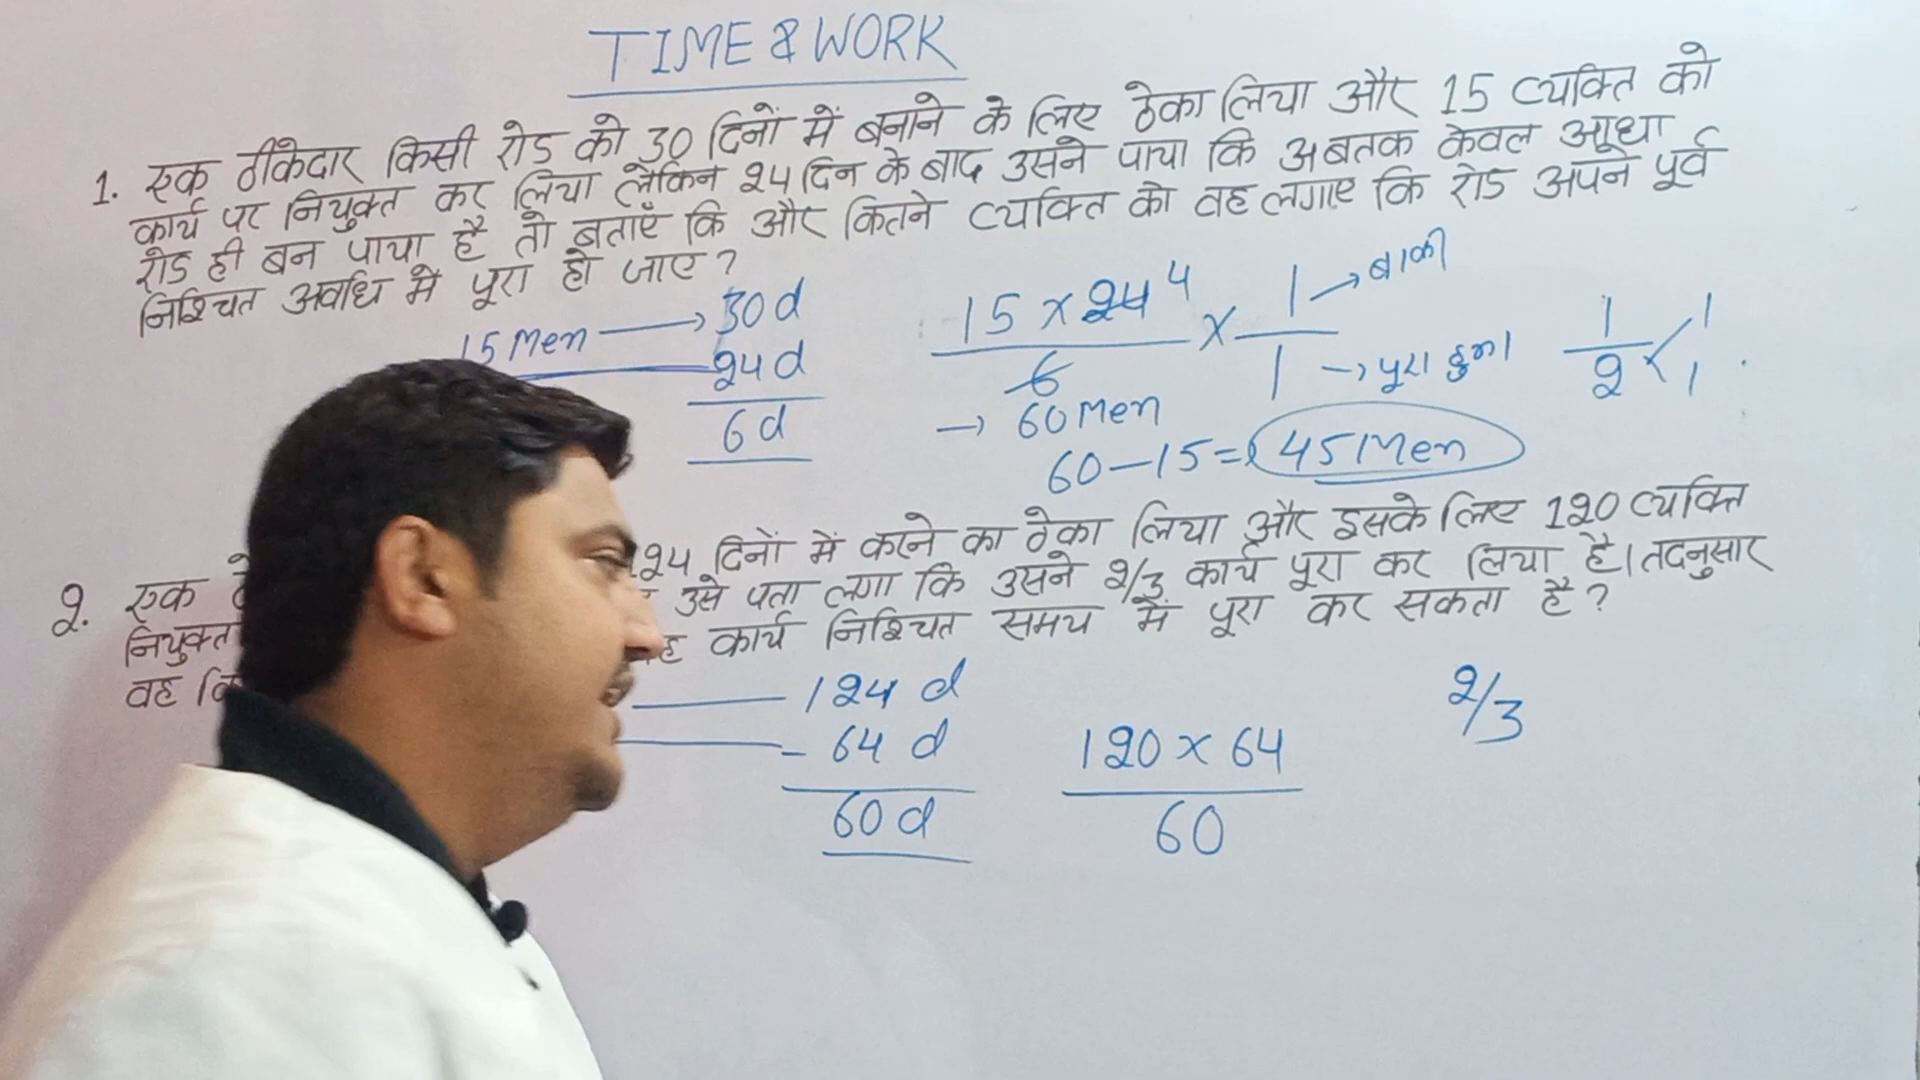 TIME & WORK
1. एक ठीकेदार किसी रोड को 30 दिनों में बनाने के लिए ठेका लिया और 15 व्यक्ति को
कार्य पर नियुक्त कर लिया लेकिन 24 दिन के बाद उसने पाया कि अबतक केवल आधा
रोड ही बन पाया है तो बताएँ कि और कितने व्यक्ति को वह लगाए कि रोड अपने पूर्व
निश्चित अवधि में पूरा हो जाए?
15 Men → 30 d
24 d
6 d
15 × 24 4 / 6 × 1 / 1
→ बाकी
→ पूरा हुआ
1/2 < 1 1
→ 60 Men
60 – 15 = 45 Men
2. एक 124 दिनों में करने का ठेका लिया और इसके लिए 120 व्यक्ति
नियुक्त उसे पता लगा कि उसने 2/3 कार्य पूरा कर लिया है। तदनुसार
वह कार्य निश्चित समय में पूरा कर सकता है?
124 d
- 64 d
60 d
120 × 64 / 60
2/3